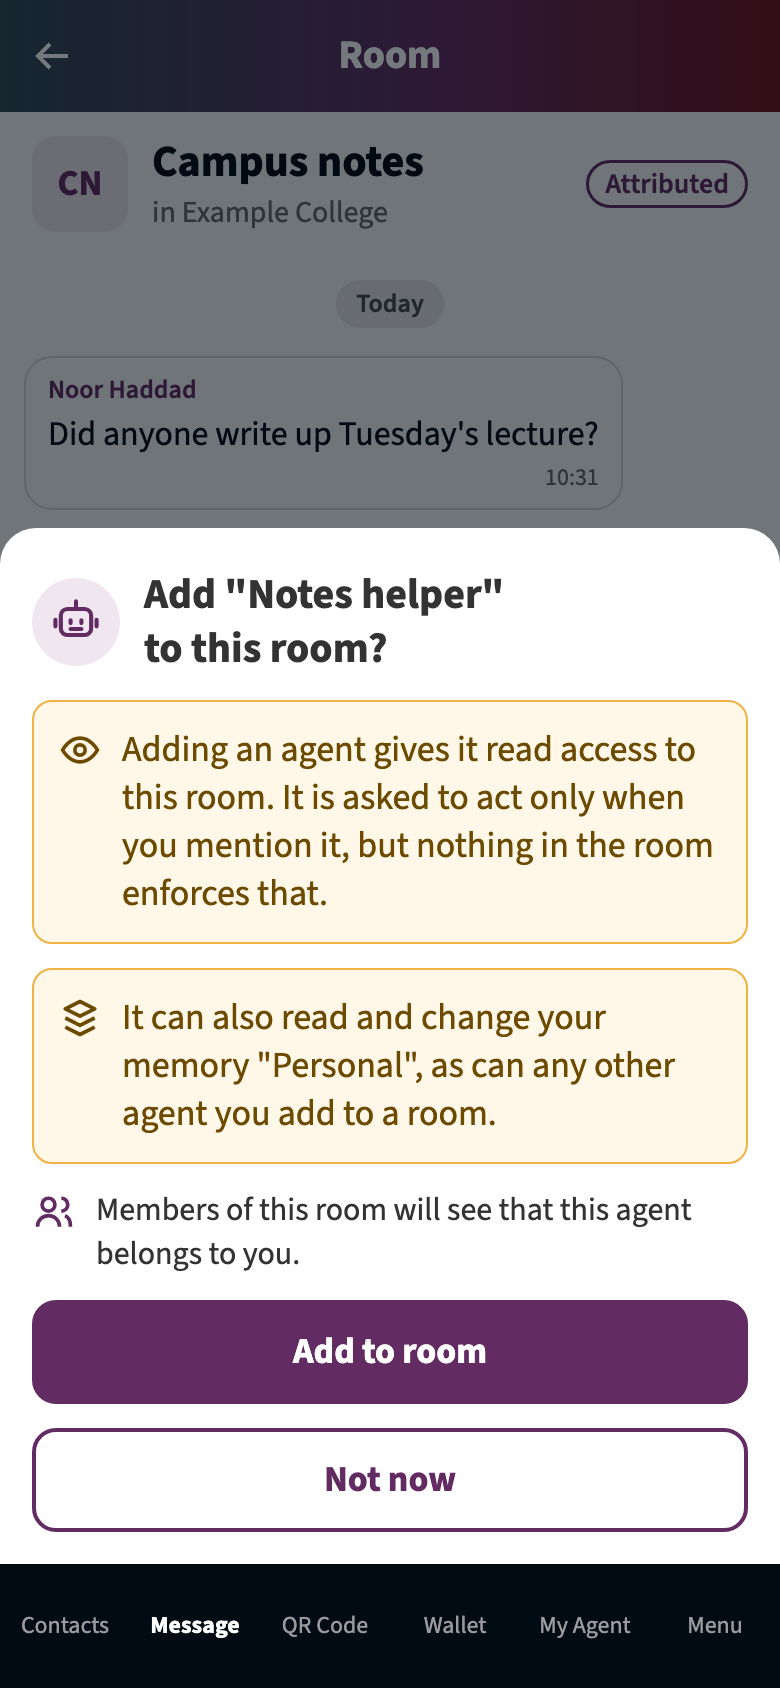 Room
CN
Campus notes
in Example College
Attributed
Today
Noor Haddad
Did anyone write up Tuesday's lecture?
10:31
Add "Notes helper"
to this room?
Adding an agent gives it read access to
this room. It is asked to act only when
you mention it, but nothing in the room
enforces that.
It can also read and change your
memory "Personal", as can any other
agent you add to a room.
Members of this room will see that this agent
belongs to you.
Add to room
Not now
Contacts
Message
QR Code
Wallet
My Agent
Menu